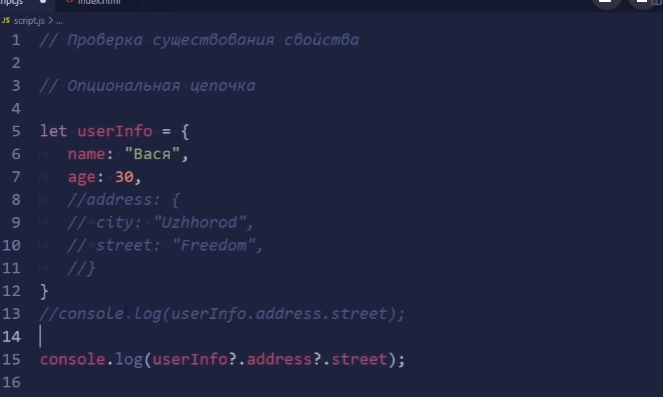 index.html
JS script.js > ...
1 // Проверка существования свойства
2
3 // Опциональная цепочка
4
5 let userInfo = {
6 name: "Вася",
7 age: 30,
8 //address: {
9 // city: "Uzhhorod",
10 // street: "Freedom",
11 //}
12 }
13 //console.log(userInfo.address.street);
14
15 console.log(userInfo?.address?.street);
16